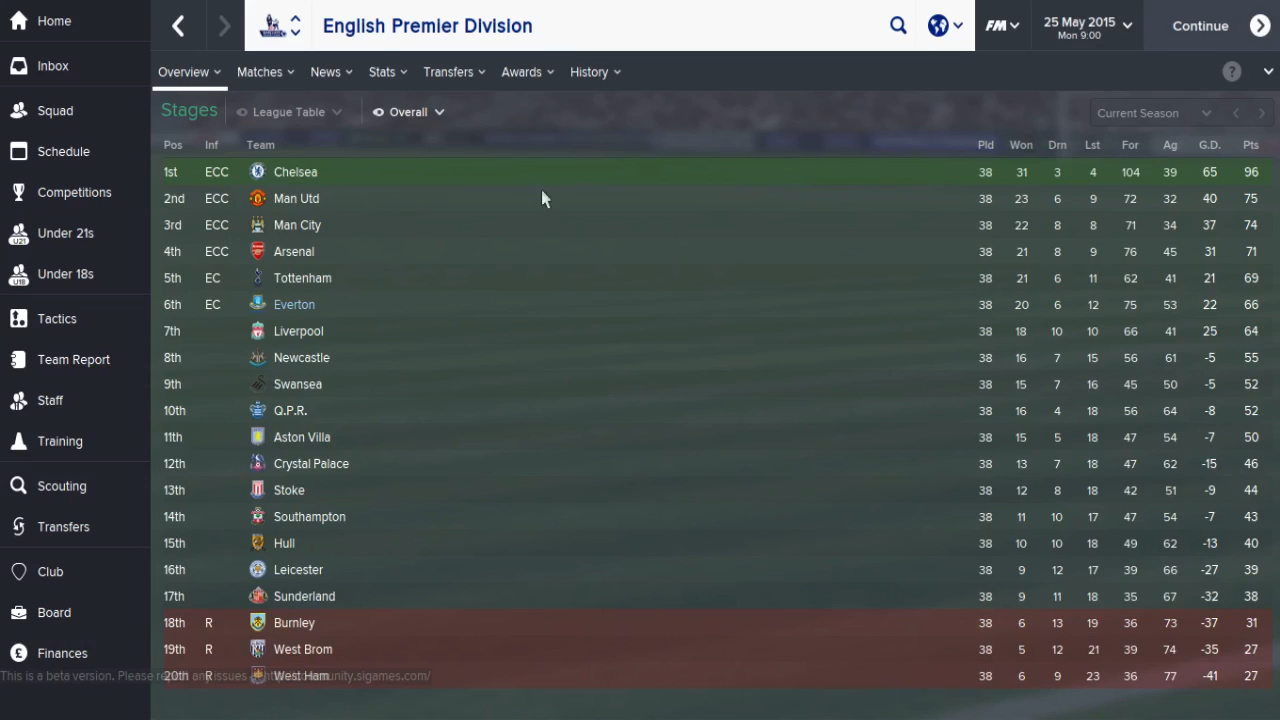 Home
English Premier Division
FM
25 May 2015
Mon 9:00
Continue
Inbox
Overview Matches News Stats Transfers Awards History ?
Squad
Stages League Table Overall Current Season
Schedule
Pos Inf Team Pld Won Drn Lst For Ag G.D. Pts
1st ECC Chelsea 38 31 3 4 104 39 65 96
Competitions
2nd ECC Man Utd 38 23 6 9 72 32 40 75
3rd ECC Man City 38 22 8 8 71 34 37 74
Under 21s
4th ECC Arsenal 38 21 8 9 76 45 31 71
Under 18s
5th EC Tottenham 38 21 6 11 62 41 21 69
6th EC Everton 38 20 6 12 75 53 22 66
Tactics
7th Liverpool 38 18 10 10 66 41 25 64
Team Report
8th Newcastle 38 16 7 15 56 61 -5 55
9th Swansea 38 15 7 16 45 50 -5 52
Staff
10th Q.P.R. 38 16 4 18 56 64 -8 52
Training
11th Aston Villa 38 15 5 18 47 54 -7 50
12th Crystal Palace 38 13 7 18 47 62 -15 46
Scouting
13th Stoke 38 12 8 18 42 51 -9 44
14th Southampton 38 11 10 17 47 54 -7 43
Transfers
15th Hull 38 10 10 18 49 62 -13 40
16th Leicester 38 9 12 17 39 66 -27 39
Club
17th Sunderland 38 9 11 18 35 67 -32 38
Board
18th R Burnley 38 6 13 19 36 73 -37 31
19th R West Brom 38 5 12 21 39 74 -35 27
Finances
20th R West Ham 38 6 9 23 36 77 -41 27
This is a beta version. Please report any issues